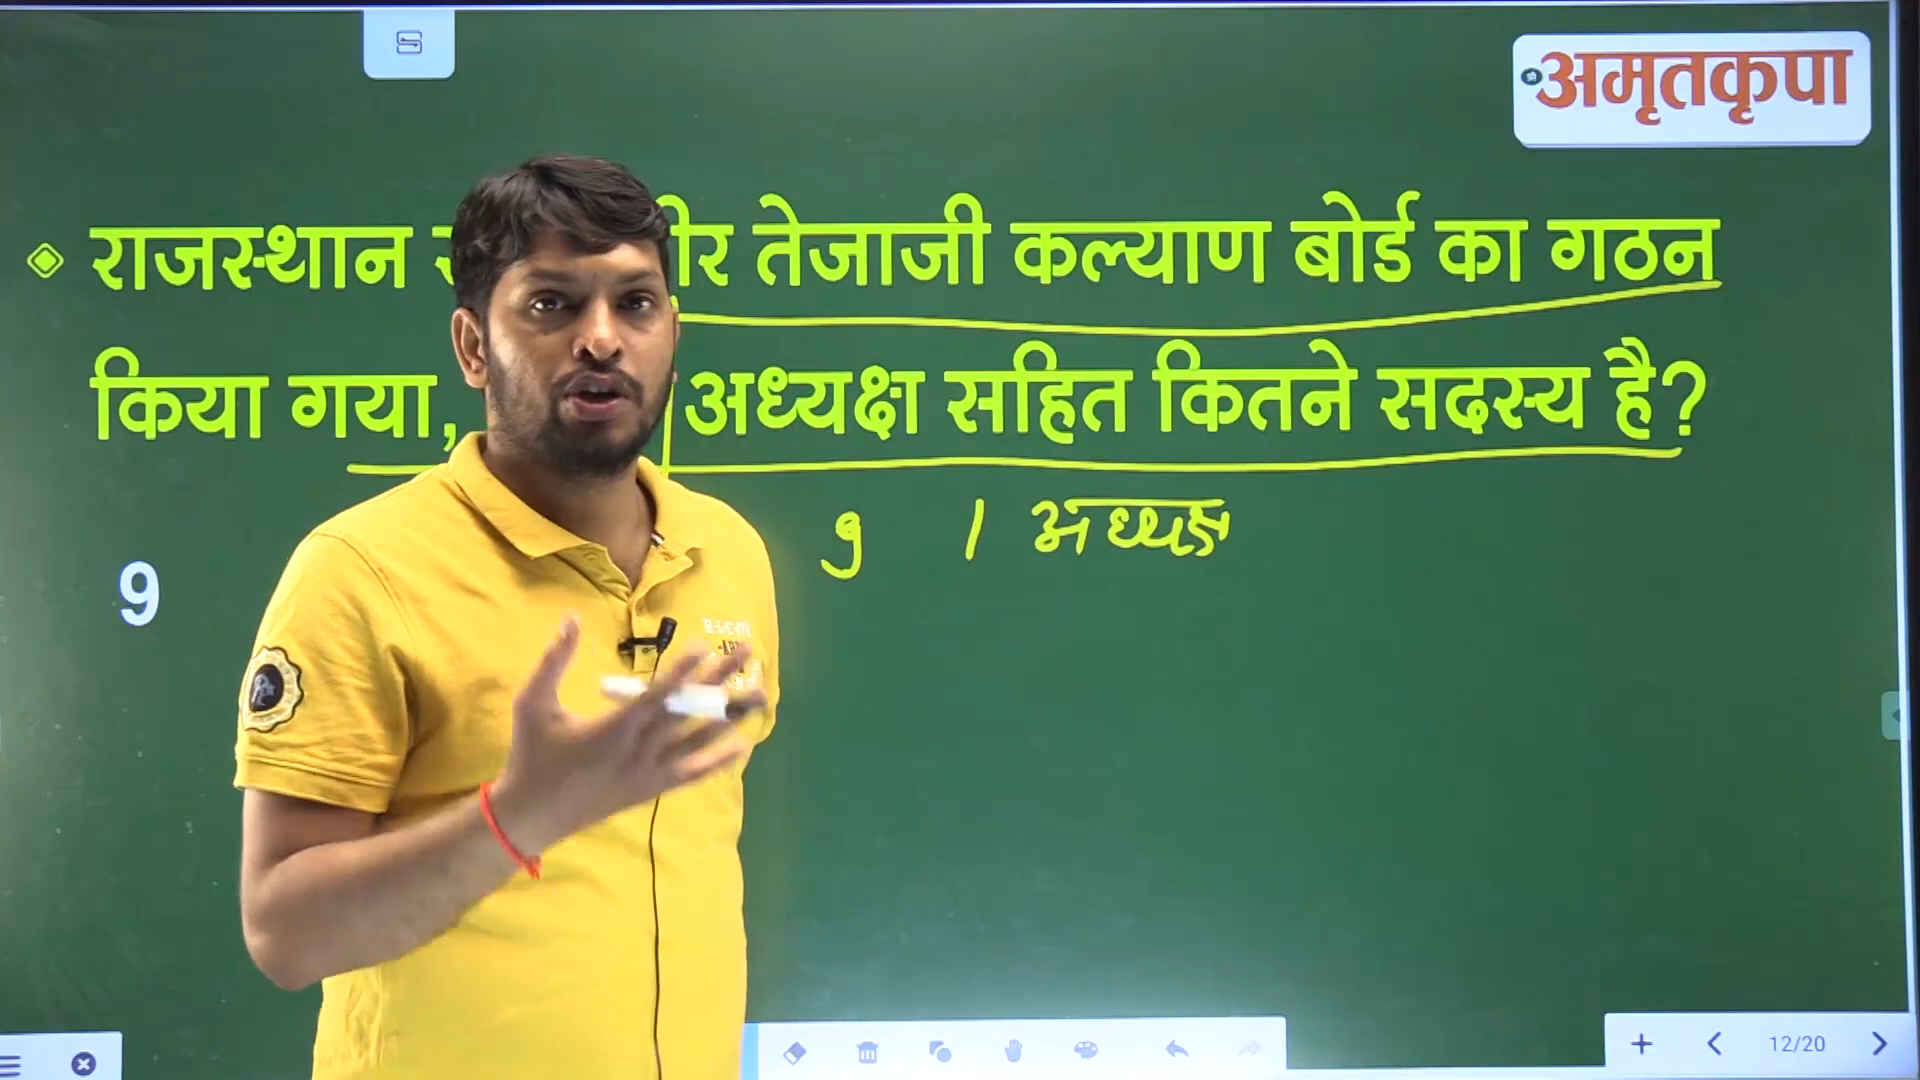 अमृतकृपा
राजस्थान तेजाजी कल्याण बोर्ड का गठन
किया गया, अध्यक्ष सहित कितने सदस्य है?
9 1 अध्यक्ष
9
12/20